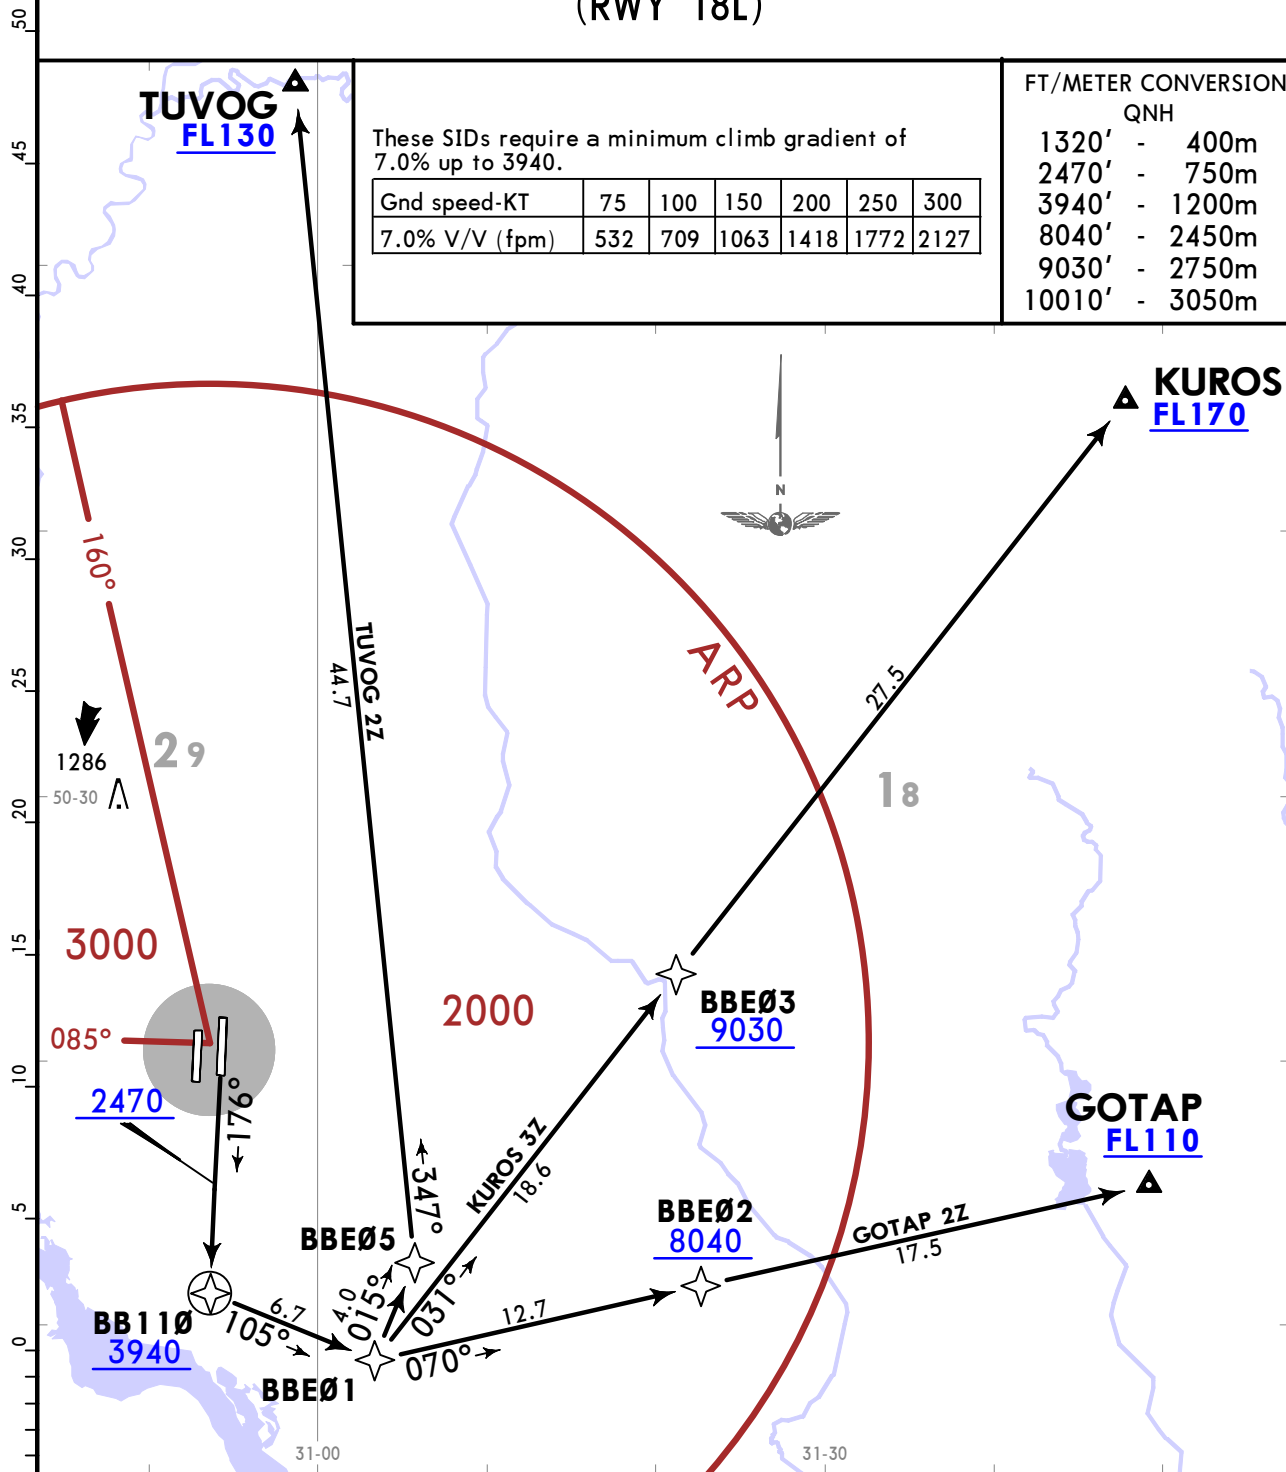 (RWY 18L)
50
45
40
35
30
25
20
15
10
5
0
TUVOG
FL130
These SIDs require a minimum climb gradient of
7.0% up to 3940.
Gnd speed-KT 75 100 150 200 250 300
7.0% V/V (fpm) 532 709 1063 1418 1772 2127
FT/METER CONVERSION
QNH
1320' - 400m
2470' - 750m
3940' - 1200m
8040' - 2450m
9030' - 2750m
10010' - 3050m
KUROS
FL170
N
160°
ARP
TUVOG 2Z
44.7
27.5
1286
50-30
29
18
3000
2000
BBEØ3
9030
085°
2470
176°
GOTAP
FL110
KUROS 3Z
18.6
347°
BBEØ5
BBEØ2
8040
GOTAP 2Z
17.5
4.0
015°
031°
6.7
105°
12.7
070°
BB11Ø
3940
BBEØ1
31-00
31-30